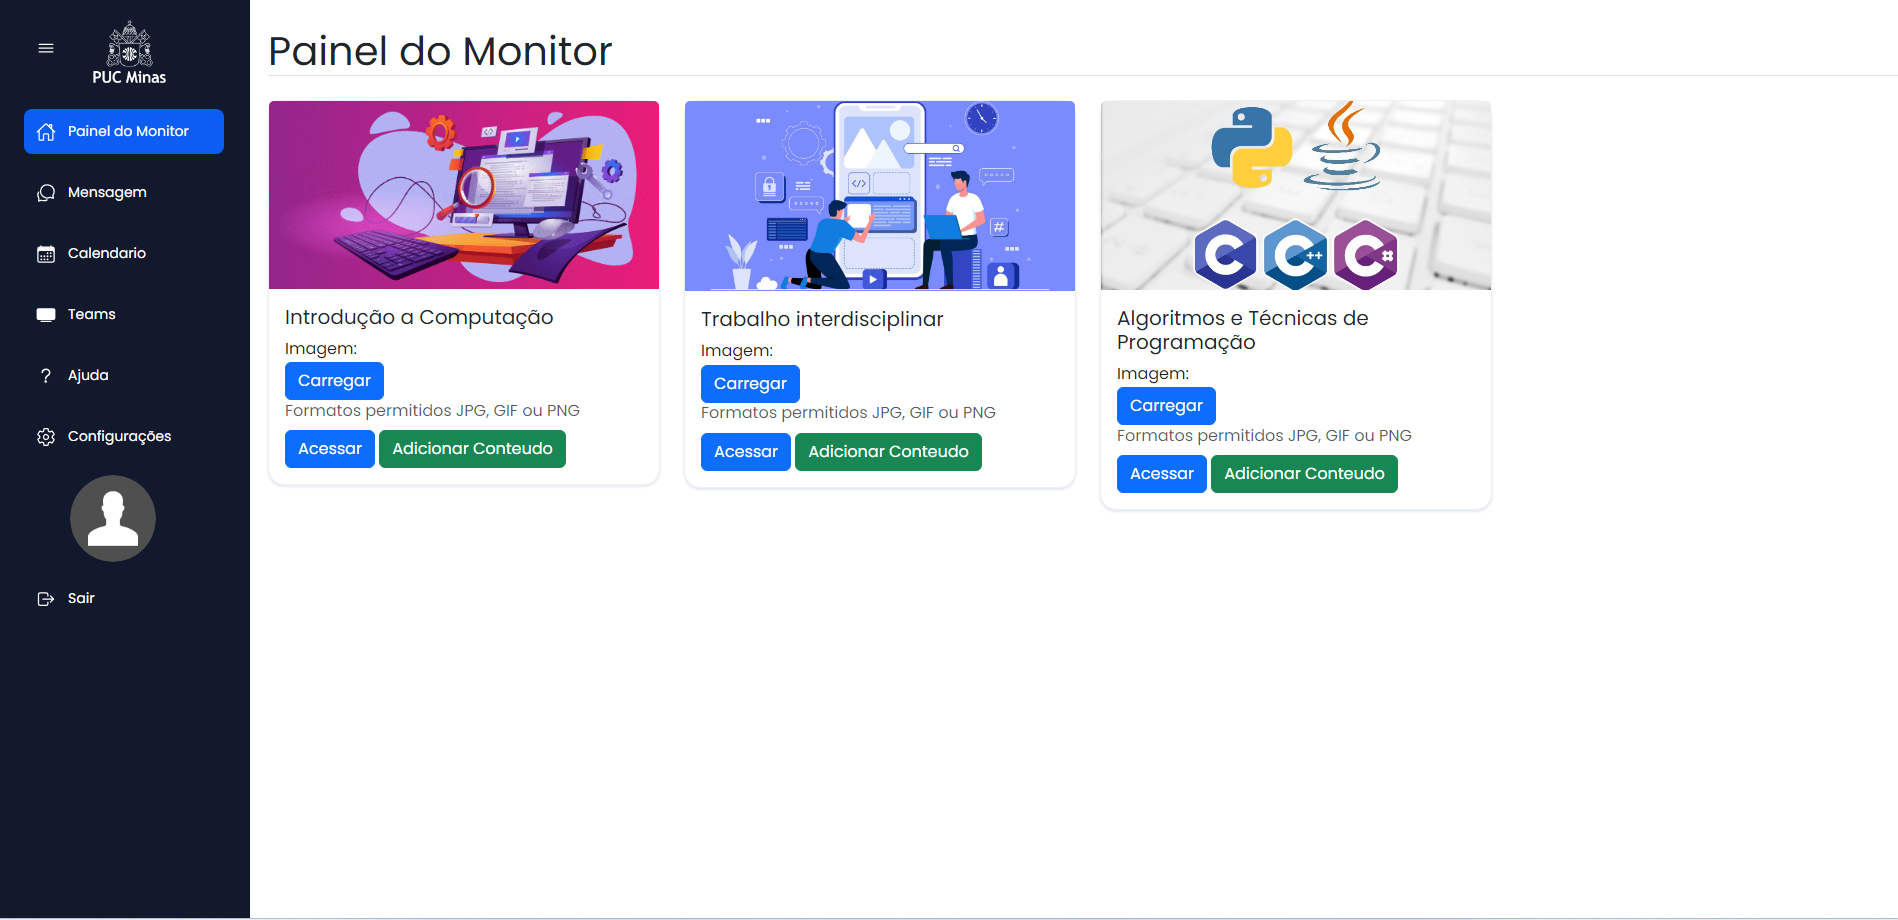 PUC Minas
Painel do Monitor
Mensagem
Calendario
Teams
Ajuda
Configurações
Sair
Painel do Monitor
Introdução a Computação
Imagem:
Carregar
Formatos permitidos JPG, GIF ou PNG
Acessar Adicionar Conteudo
</>
#
Trabalho interdisciplinar
Imagem:
Carregar
Formatos permitidos JPG, GIF ou PNG
Acessar Adicionar Conteudo
C C++ C#
Algoritmos e Técnicas de
Programação
Imagem:
Carregar
Formatos permitidos JPG, GIF ou PNG
Acessar Adicionar Conteudo